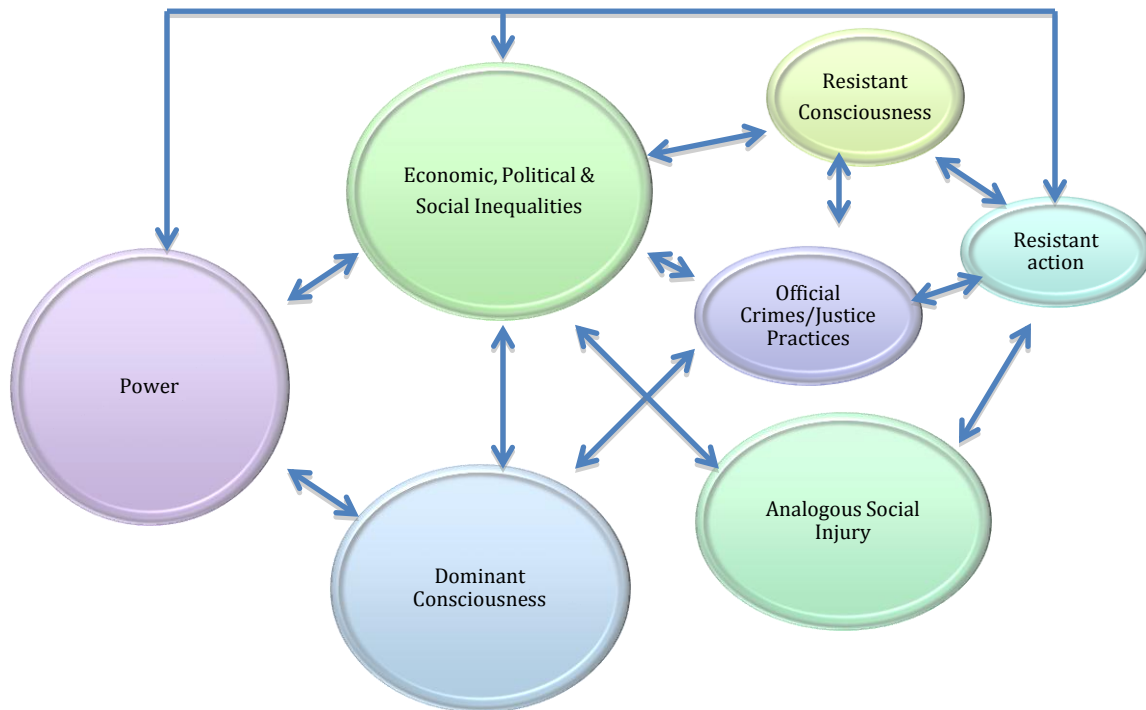 Resistant
Consciousness
Economic, Political &
Social Inequalities
Resistant
action
Official
Crimes/Justice
Practices
Power
Analogous Social
Injury
Dominant
Consciousness